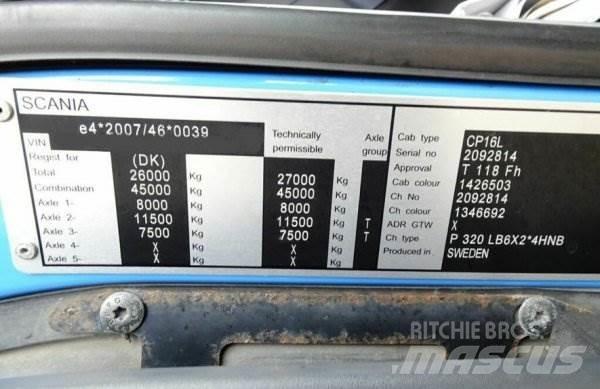 SCANIA
e4*2007/46*0039
VIN
Technically permissible
Axle group
Regist for (DK)
Total 26000 Kg 27000 Kg
45000 Kg 45000 Kg
Axle 1- 8000 Kg 8000 Kg
Axle 2- 11500 Kg 11500 Kg T
Axle 3- 7500 Kg 7500 Kg T
Axle 4- X Kg X Kg
Axle 5- X Kg X Kg
Cab type CP16L
Serial no 2092814
Approval T 118 Fh
Cab colour 1426503
Ch No 2092814
Ch colour 1346692
ADR GTW X
Ch type P 320 LB6X2*4HNB
Produced in SWEDEN
RITCHIE BROS.
MASCUS